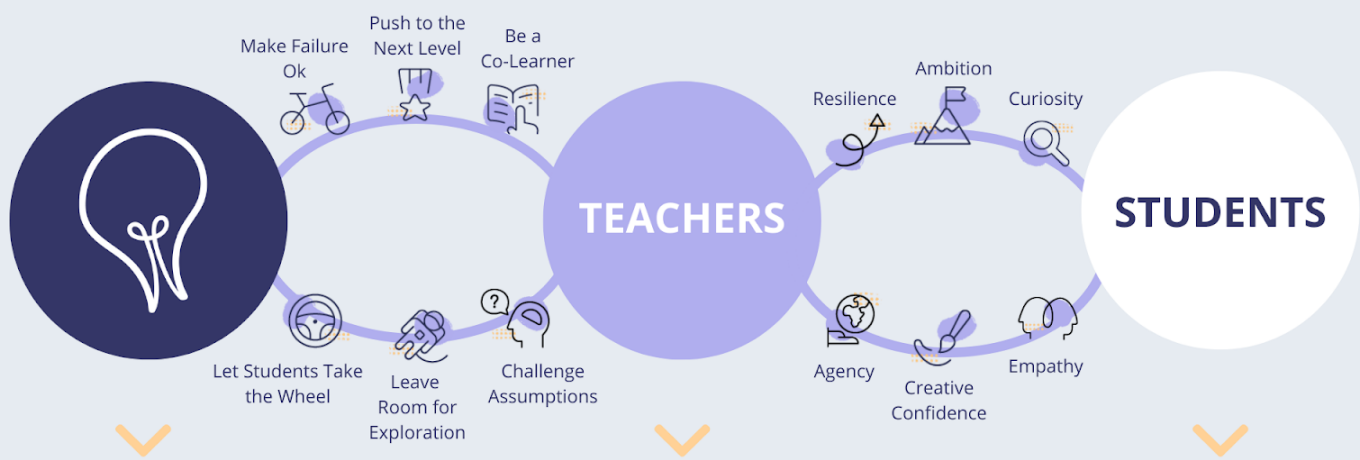 Make Failure
Ok
Push to the
Next Level
Be a
Co-Learner
Let Students Take
the Wheel
Leave
Room for
Exploration
?
Challenge
Assumptions
TEACHERS
Resilience
Ambition
Curiosity
Agency
Creative
Confidence
Empathy
STUDENTS